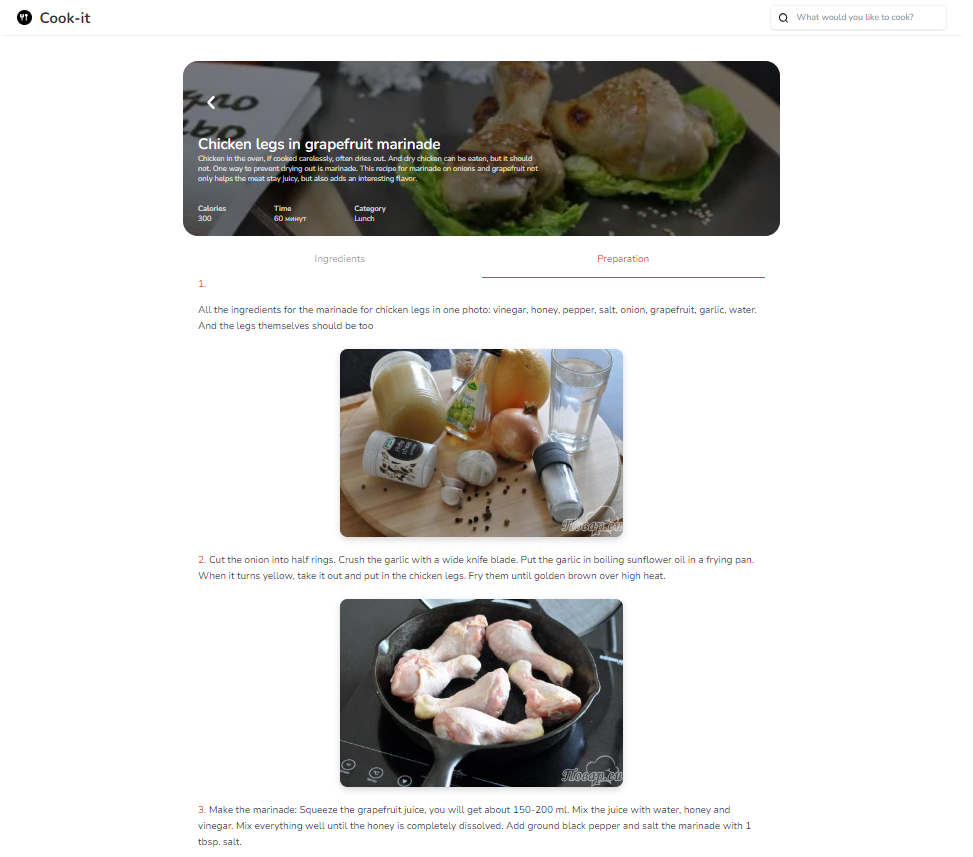 Cook-it
What would you like to cook?
Chicken legs in grapefruit marinade
Chicken in the oven, if cooked carelessly, often dries out. And dry chicken can be eaten, but it should
not. One way to prevent drying out is marinade. This recipe for marinade on onions and grapefruit not
only helps the meat stay juicy, but also adds an interesting flavor.
Calories Time Category
300 60 минут Lunch
Ingredients Preparation
1.
All the ingredients for the marinade for chicken legs in one photo: vinegar, honey, pepper, salt, onion, grapefruit, garlic, water.
And the legs themselves should be too
2. Cut the onion into half rings. Crush the garlic with a wide knife blade. Put the garlic in boiling sunflower oil in a frying pan.
When it turns yellow, take it out and put in the chicken legs. Fry them until golden brown over high heat.
3. Make the marinade: Squeeze the grapefruit juice, you will get about 150-200 ml. Mix the juice with water, honey and
vinegar. Mix everything well until the honey is completely dissolved. Add ground black pepper and salt the marinade with 1
tbsp. salt.